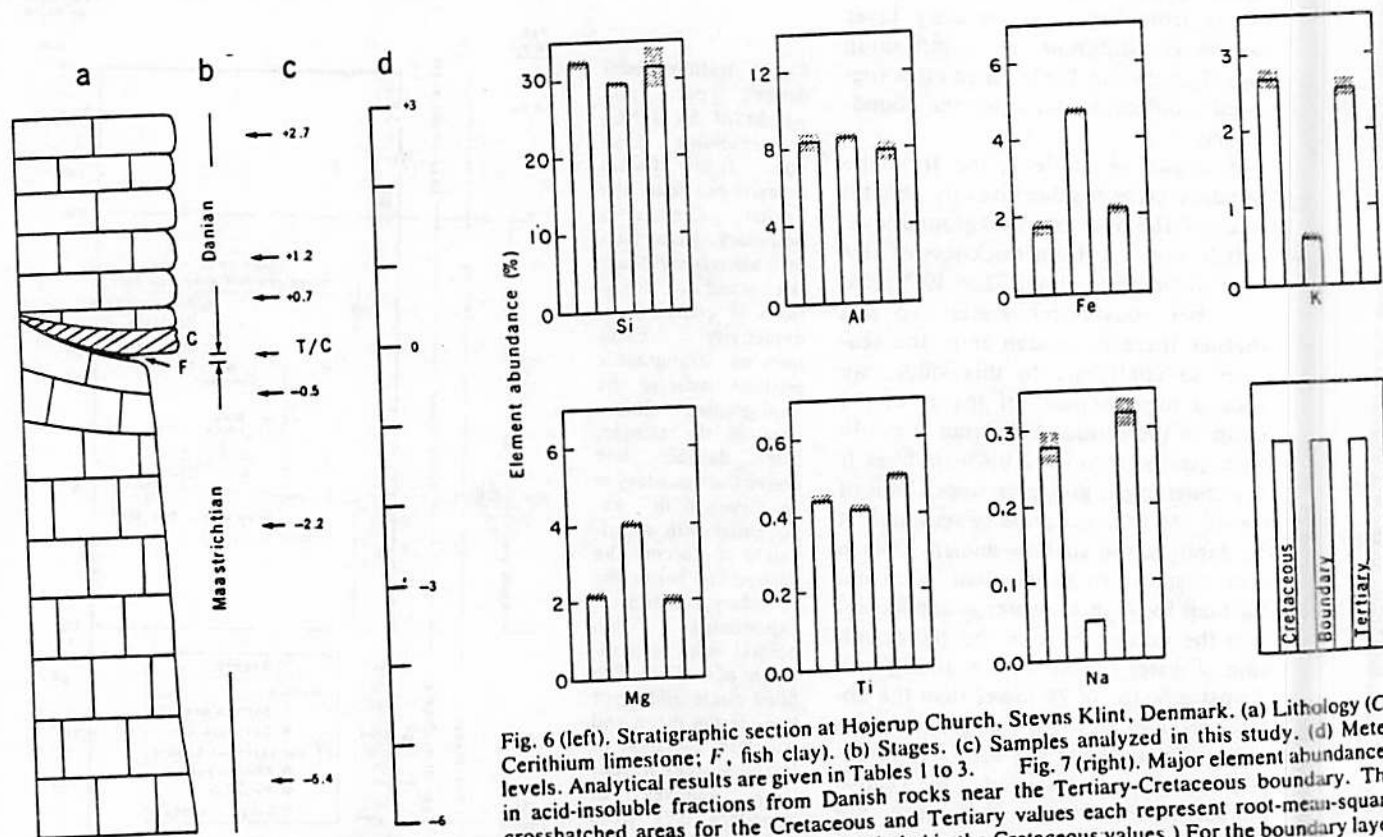 a b c d
+3
+2.7
Danian
+1.2
+0.7
C
T/C
0
F
-0.5
Maastrichtian
-2.2
-3
-5.4
-6
Element abundance (%)
30
20
10
0
Si
12
8
4
0
Al
6
4
2
0
Fe
3
2
1
0
K
6
4
2
0
Mg
0.6
0.4
0.2
0.0
Ti
0.3
0.2
0.1
0.0
Na
Cretaceous
Boundary
Tertiary
Fig. 6 (left). Stratigraphic section at Højerup Church, Stevns Klint, Denmark. (a) Lithology (C
Cerithium limestone; F, fish clay). (b) Stages. (c) Samples analyzed in this study. (d) Mete
levels. Analytical results are given in Tables 1 to 3. Fig. 7 (right). Major element abundance
in acid-insoluble fractions from Danish rocks near the Tertiary-Cretaceous boundary. Th
crosshatched areas for the Cretaceous and Tertiary values each represent root-mean-squar
in the Cretaceous values.) For the boundary laye